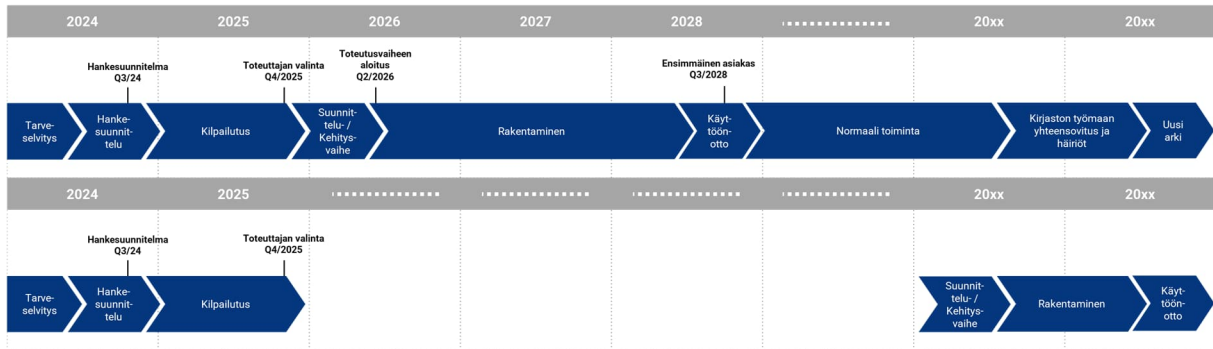 2024 2025 2026 2027 2028 20xx 20xx
Hankesuunnitelma
Q3/24
Toteuttajan valinta
Q4/2025
Toteutusvaiheen
aloitus
Q2/2026
Ensimmäinen asiakas
Q3/2028
Tarve-
selvitys
Hanke-
suunnit-
telu
Kilpailutus
Suunnit-
telu- /
Kehitys-
vaihe
Rakentaminen
Käyt-
töön-
otto
Normaali toiminta
Kirjaston työmaan
yhteensovitus ja
häiriöt
Uusi
arki
2024 2025 20xx 20xx
Hankesuunnitelma
Q3/24
Toteuttajan valinta
Q4/2025
Tarve-
selvitys
Hanke-
suunnit-
telu
Kilpailutus
Suunnit-
telu- /
Kehitys-
vaihe
Rakentaminen
Käyt-
töön-
otto